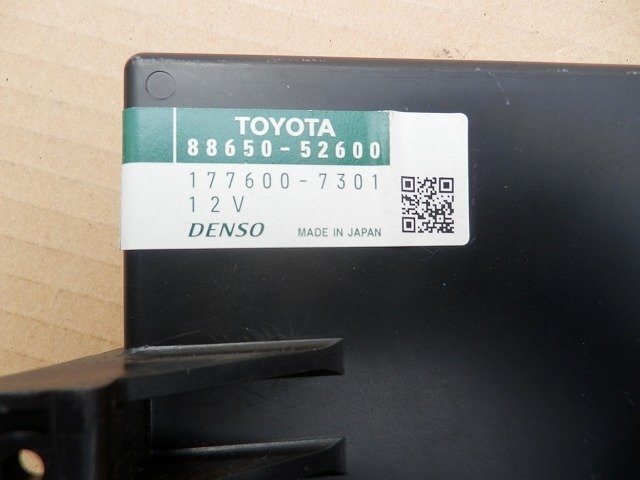 TOYOTA
88650-52600
177600-7301
12V
DENSO MADE IN JAPAN